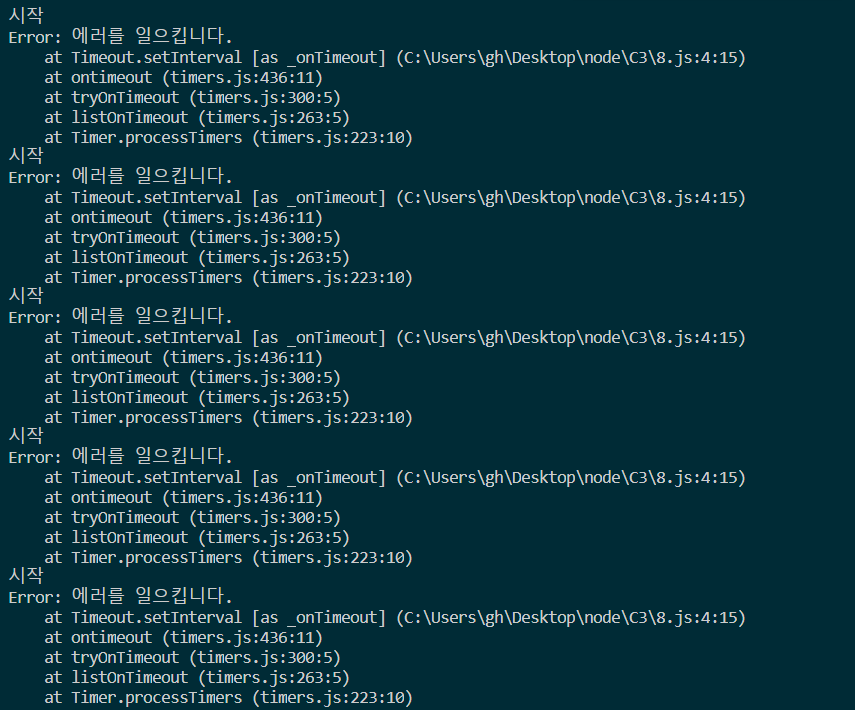 시작
Error: 에러를 일으킵니다.
    at Timeout.setInterval [as _onTimeout] (C:\Users\gh\Desktop\node\C3\8.js:4:15)
    at ontimeout (timers.js:436:11)
    at tryOnTimeout (timers.js:300:5)
    at listOnTimeout (timers.js:263:5)
    at Timer.processTimers (timers.js:223:10)
시작
Error: 에러를 일으킵니다.
    at Timeout.setInterval [as _onTimeout] (C:\Users\gh\Desktop\node\C3\8.js:4:15)
    at ontimeout (timers.js:436:11)
    at tryOnTimeout (timers.js:300:5)
    at listOnTimeout (timers.js:263:5)
    at Timer.processTimers (timers.js:223:10)
시작
Error: 에러를 일으킵니다.
    at Timeout.setInterval [as _onTimeout] (C:\Users\gh\Desktop\node\C3\8.js:4:15)
    at ontimeout (timers.js:436:11)
    at tryOnTimeout (timers.js:300:5)
    at listOnTimeout (timers.js:263:5)
    at Timer.processTimers (timers.js:223:10)
시작
Error: 에러를 일으킵니다.
    at Timeout.setInterval [as _onTimeout] (C:\Users\gh\Desktop\node\C3\8.js:4:15)
    at ontimeout (timers.js:436:11)
    at tryOnTimeout (timers.js:300:5)
    at listOnTimeout (timers.js:263:5)
    at Timer.processTimers (timers.js:223:10)
시작
Error: 에러를 일으킵니다.
    at Timeout.setInterval [as _onTimeout] (C:\Users\gh\Desktop\node\C3\8.js:4:15)
    at ontimeout (timers.js:436:11)
    at tryOnTimeout (timers.js:300:5)
    at listOnTimeout (timers.js:263:5)
    at Timer.processTimers (timers.js:223:10)